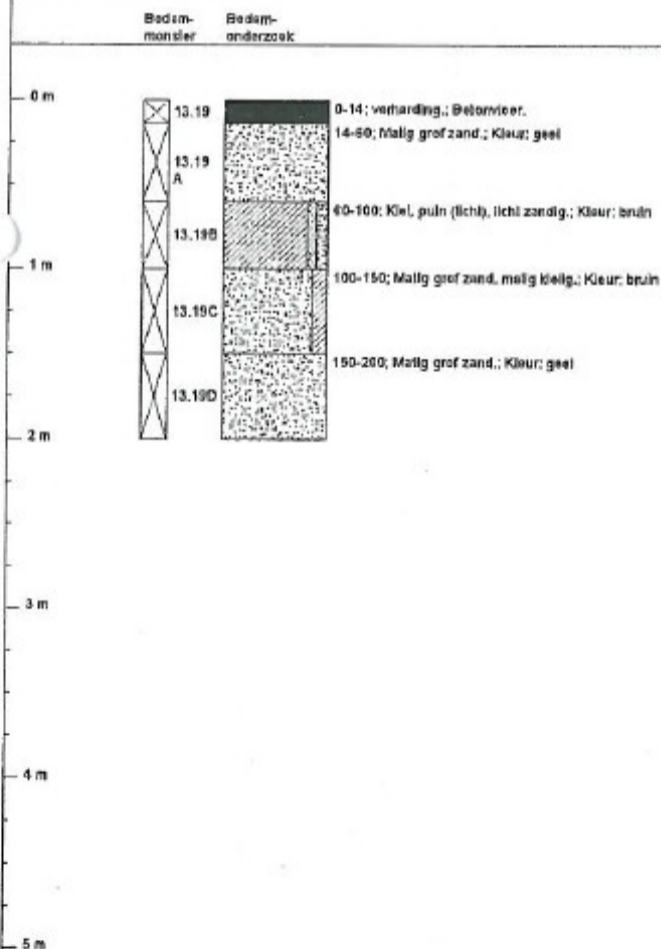 Bodem-
monster
Bodem-
onderzoek
0 m
13.19
0-14; verharding.; Betonvloer.
14-60; Matig grof zand.; Kleur: geel
13.19
A
60-100; Klei, puin (licht), licht zandig.; Kleur: bruin
13.19B
1 m
100-150; Matig grof zand, matig kleiig.; Kleur: bruin
13.19C
150-200; Matig grof zand.; Kleur: geel
13.19D
2 m
3 m
4 m
5 m